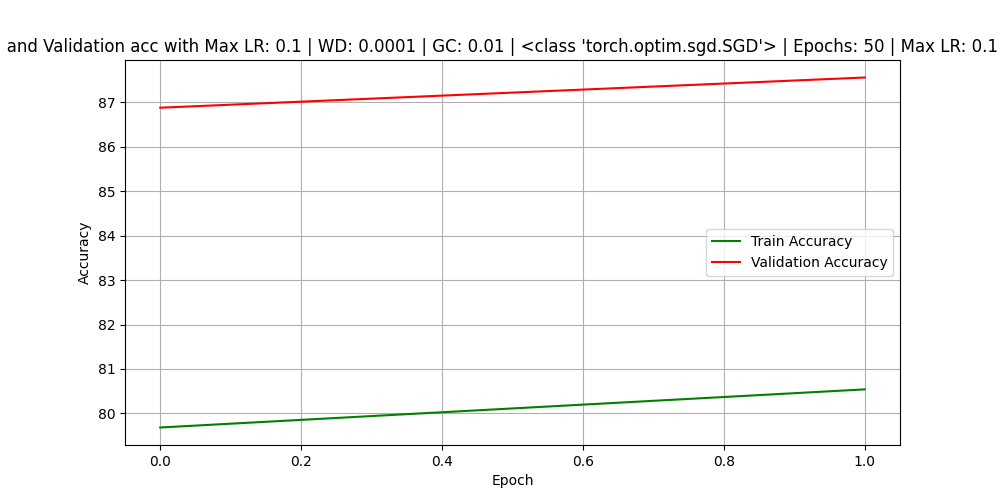 and Validation acc with Max LR: 0.1 | WD: 0.0001 | GC: 0.01 | <class 'torch.optim.sgd.SGD'> | Epochs: 50 | Max LR: 0.1
87
86
85
84
83
82
81
80
Accuracy
Train Accuracy
Validation Accuracy
0.0 0.2 0.4 0.6 0.8 1.0
Epoch